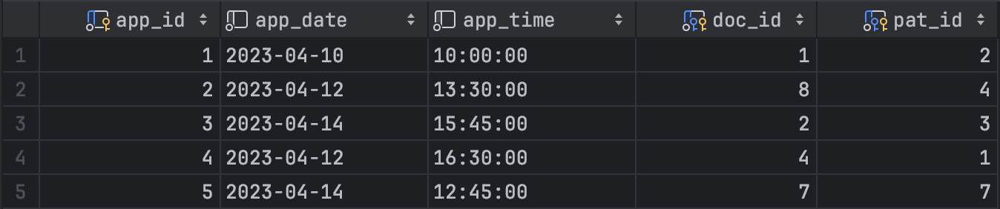 app_id app_date app_time doc_id pat_id
1 1 2023-04-10 10:00:00 1 2
2 2 2023-04-12 13:30:00 8 4
3 3 2023-04-14 15:45:00 2 3
4 4 2023-04-12 16:30:00 4 1
5 5 2023-04-14 12:45:00 7 7